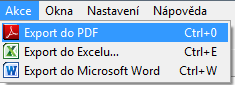 Akce Okna Nastavení Nápověda
Export do PDF Ctrl+0
Export do Excelu... Ctrl+E
Export do Microsoft Word Ctrl+W